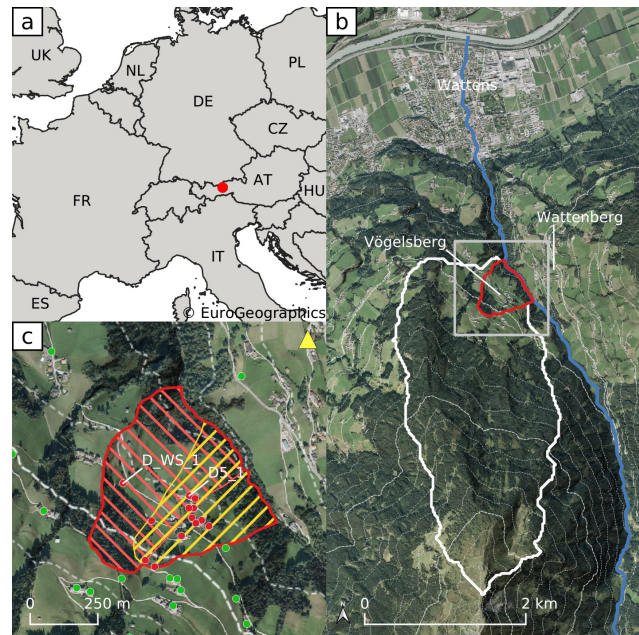 a
UK
NL
PL
DE
CZ
FR
AT
HU
IT
ES
© EuroGeographics
b
Wattens
Wattenberg
Vögelsberg
N
0
2 km
c
D_WS_1
D5_1
0
250 m